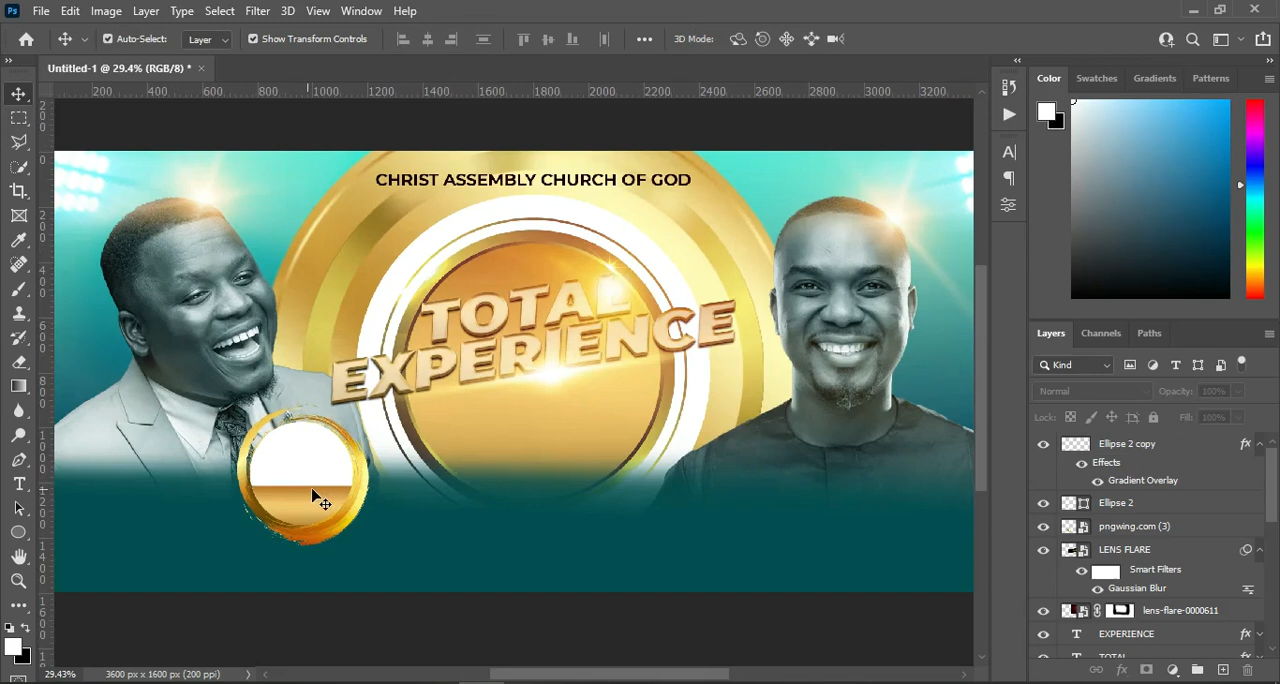 Ps File Edit Image Layer Type Select Filter 3D View Window Help
Auto-Select: Layer Show Transform Controls 3D Mode:
Untitled-1 @ 29.4% (RGB/8) * ×
200 400 600 800 1000 1200 1400 1600 1800 2000 2200 2400 2600 2800 3000 3200
Color Swatches Gradients Patterns
CHRIST ASSEMBLY CHURCH OF GOD
TOTAL
EXPERIENCE
Layers Channels Paths
Kind
Normal Opacity: 100%
Lock: Fill: 100%
Ellipse 2 copy fx
Effects
Gradient Overlay
Ellipse 2
pngwing.com (3)
LENS FLARE
Smart Filters
Gaussian Blur
lens-flare-0000611
T EXPERIENCE fx
TOTAL
29.43% 3600 px x 1600 px (200 ppi)